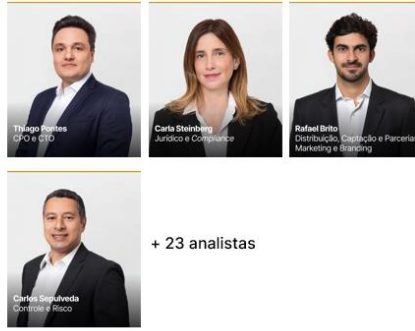 Thiago Pontes
CPO e CTO
Carla Steinberg
Jurídico e Compliance
Rafael Brito
Distribuição, Captação e Parcerias
Marketing e Branding
Carlos Sepulveda
Controle e Risco
+ 23 analistas